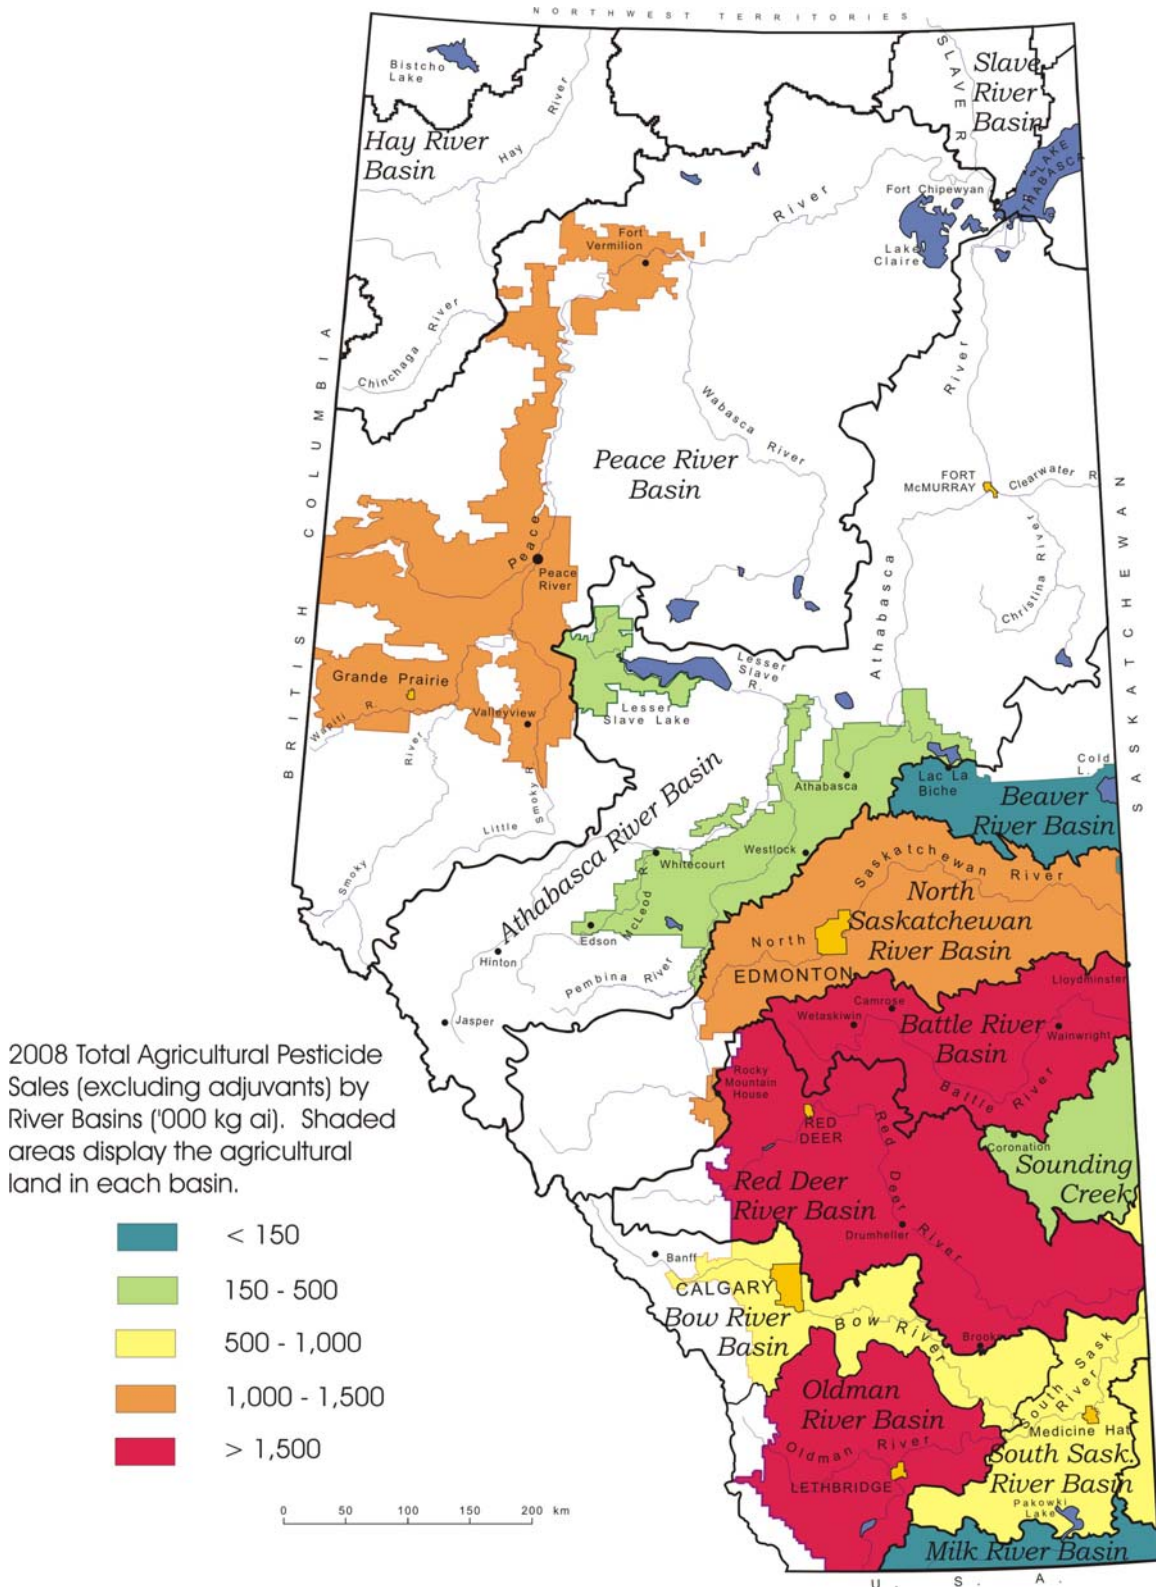 NORTHWEST TERRITORIES
Bistcho
Lake
Hay River
Basin
Hay
River
SLAVE R
Slave
River
Basin
LAKE
Fort Chipewyan
Lake
Claire
River
Fort
Vermilion
Chinchaga River
BRITISH COLUMBIA
Wabasca River
Peace River
Basin
River
FORT
McMURRAY
Clearwater R
Christina River
Athabasca
SASKATCHEWAN
Peace
Peace
River
Lesser
Slave
R.
Lesser
Slave Lake
Grande Prairie
Wapiti R.
Valleyview
River
Smoky
Little
Smoky R
Athabasca River Basin
Athabasca
Lac La
Biche
Cold
L.
Beaver
River Basin
Whitecourt
Westlock
McLeod R.
Edson
Hinton
Jasper
Pembina River
Saskatchewan River
North
North
Saskatchewan
River Basin
EDMONTON
Lloydminster
Camrose
Wetaskiwin
Battle River
Basin
Wainwright
Battle River
Rocky
Mountain
House
RED
DEER
Red Deer River
Coronation
Sounding
Creek
Red Deer
River Basin
Drumheller
Banff
CALGARY
Bow River
Basin
Bow River
Brooks
South Sask
River
Oldman
River Basin
Oldman River
LETHBRIDGE
Medicine Hat
South Sask.
River Basin
Pakowki
Lake
Milk River Basin
U. S. A.
2008 Total Agricultural Pesticide
Sales (excluding adjuvants) by
River Basins ('000 kg ai). Shaded
areas display the agricultural
land in each basin.
< 150
150 - 500
500 - 1,000
1,000 - 1,500
> 1,500
0 50 100 150 200 km